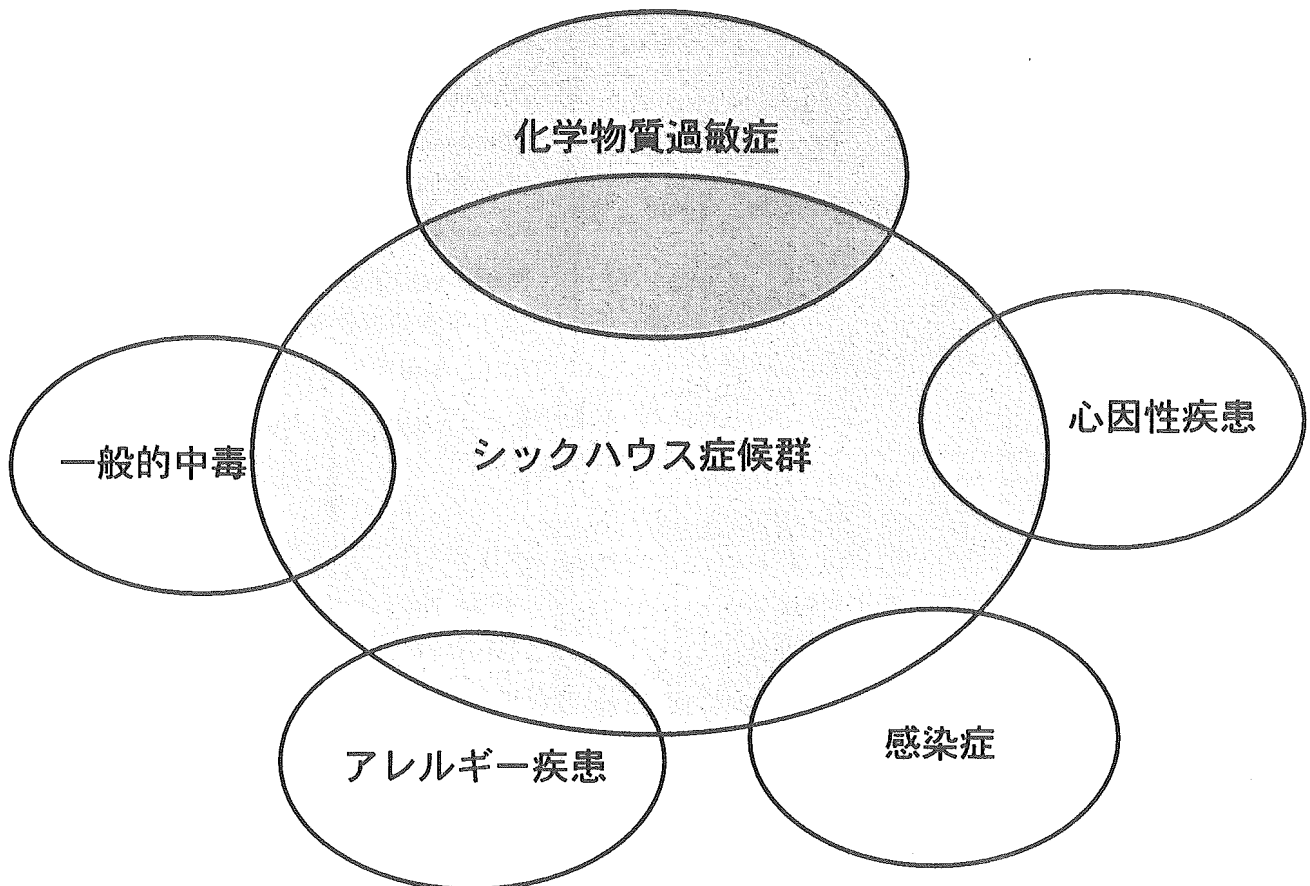 化学物質過敏症
心因性疾患
一般的中毒
シックハウス症候群
アレルギー疾患
感染症